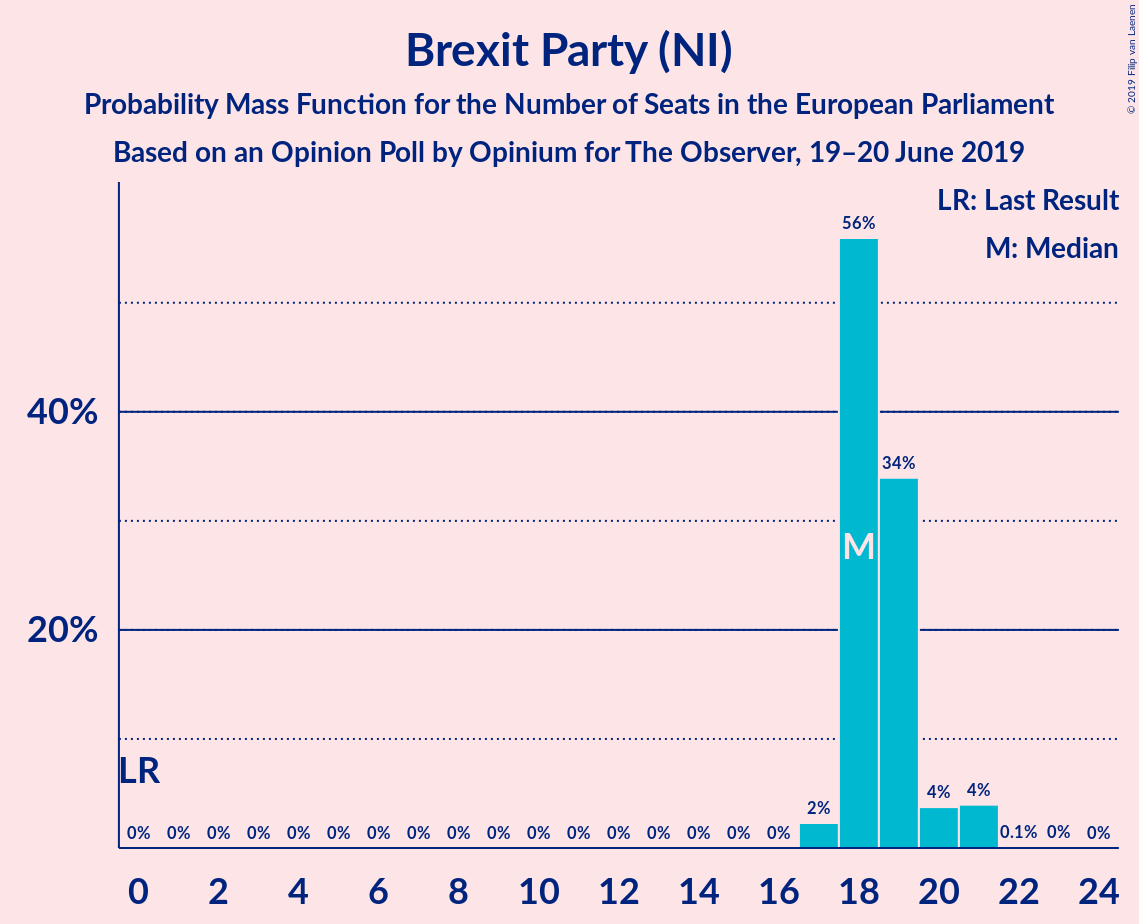 Brexit Party (NI)
Probability Mass Function for the Number of Seats in the European Parliament
Based on an Opinion Poll by Opinium for The Observer, 19–20 June 2019
© 2019 Filip van Laenen
LR: Last Result
M: Median
56%
40%
34%
M
20%
LR
0% 0% 0% 0% 0% 0% 0% 0% 0% 0% 0% 0% 0% 0% 0% 0% 0% 2% 4% 4% 0.1% 0% 0%
0 2 4 6 8 10 12 14 16 18 20 22 24